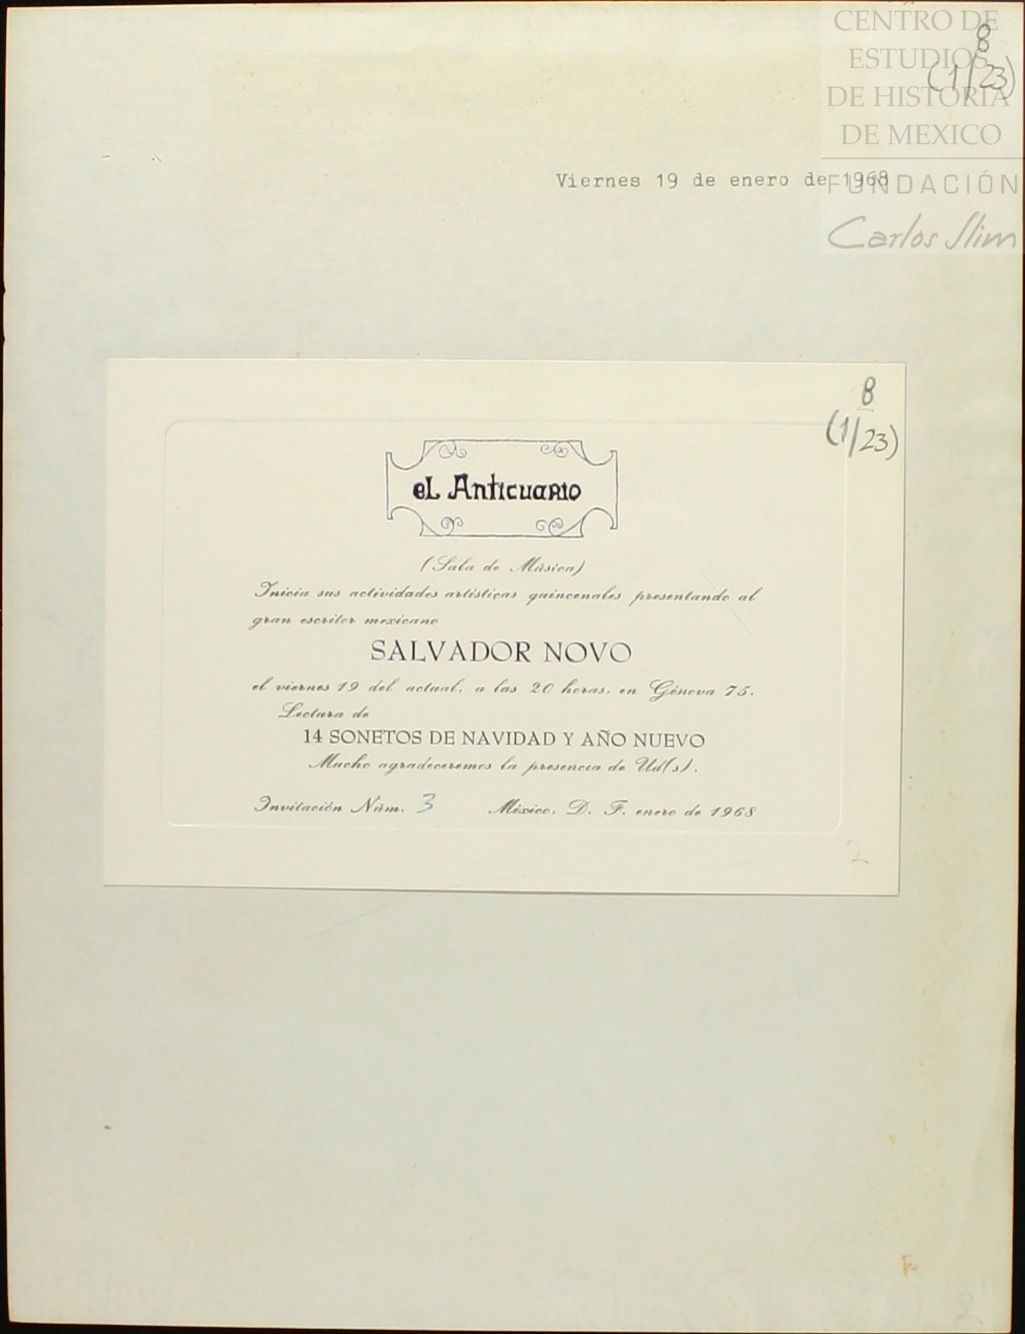 CENTRO DE
ESTUDIOS
DE HISTORIA
DE MEXICO
FUNDACIÓN
Carlos Slim
8
(1/23)
Viernes 19 de enero de 1968
8
(1/23)
el Anticuario
(Sala de Música)
Inicia sus actividades artísticas quincenales presentando al
gran escritor mexicano
SALVADOR NOVO
el viernes 19 del actual, a las 20 horas, en Génova 75.
Lectura de
14 SONETOS DE NAVIDAD Y AÑO NUEVO
Mucho agradeceremos la presencia de Ud(s).
Invitación Núm. 3 México, D. F. enero de 1968
2
2